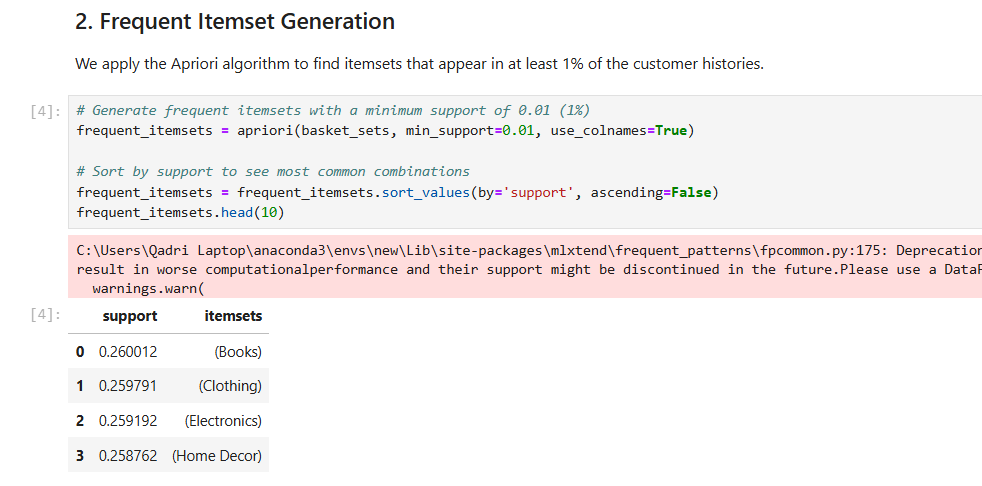 2. Frequent Itemset Generation
We apply the Apriori algorithm to find itemsets that appear in at least 1% of the customer histories.
[4]: # Generate frequent itemsets with a minimum support of 0.01 (1%)
frequent_itemsets = apriori(basket_sets, min_support=0.01, use_colnames=True)
# Sort by support to see most common combinations
frequent_itemsets = frequent_itemsets.sort_values(by='support', ascending=False)
frequent_itemsets.head(10)
C:\Users\Qadri Laptop\anaconda3\envs\new\Lib\site-packages\mlxtend\frequent_patterns\fpcommon.py:175: Deprecation
result in worse computationalperformance and their support might be discontinued in the future.Please use a DataF
warnings.warn(
[4]: support itemsets
0 0.260012 (Books)
1 0.259791 (Clothing)
2 0.259192 (Electronics)
3 0.258762 (Home Decor)